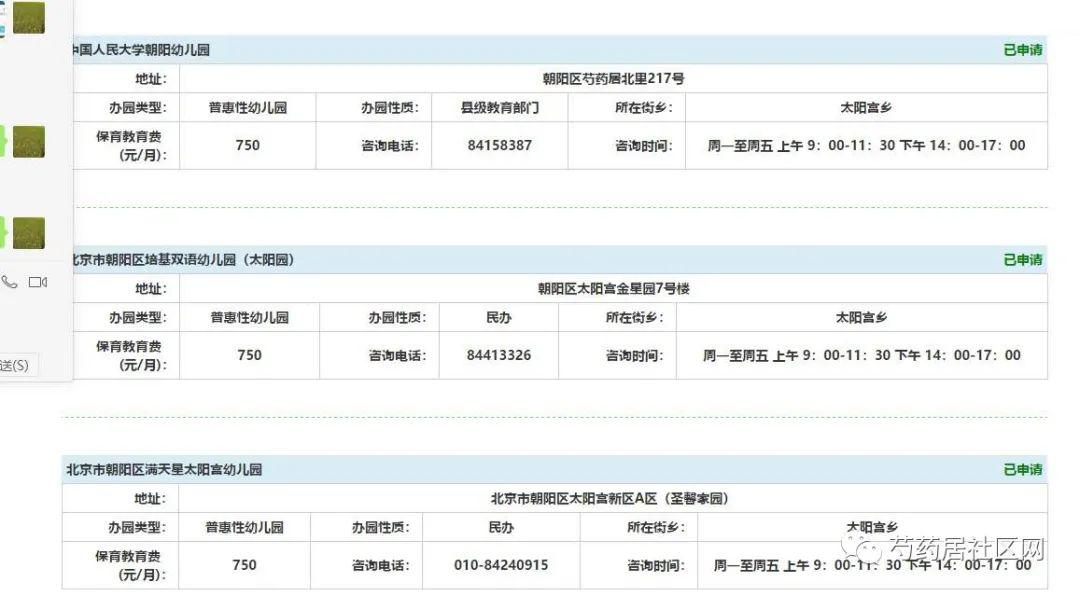 中国人民大学朝阳幼儿园 已申请
地址： 朝阳区芍药居北里217号
办园类型： 普惠性幼儿园 办园性质： 县级教育部门 所在街乡： 太阳宫乡
保育教育费
(元/月)： 750 咨询电话： 84158387 咨询时间： 周一至周五 上午 9：00-11：30 下午 14：00-17：00
北京市朝阳区培基双语幼儿园（太阳园） 已申请
地址： 朝阳区太阳宫金星园7号楼
办园类型： 普惠性幼儿园 办园性质： 民办 所在街乡： 太阳宫乡
保育教育费
(元/月)： 750 咨询电话： 84413326 咨询时间： 周一至周五 上午 9：00-11：30 下午 14：00-17：00
送(S)
北京市朝阳区满天星太阳宫幼儿园 已申请
地址： 北京市朝阳区太阳宫新区A区（圣馨家园）
办园类型： 普惠性幼儿园 办园性质： 民办 所在街乡： 太阳宫乡
保育教育费
(元/月)： 750 咨询电话： 010-84240915 咨询时间： 周一至周五 上午 9：00-11：30 下午 14：00-17：00
芍药居社区网